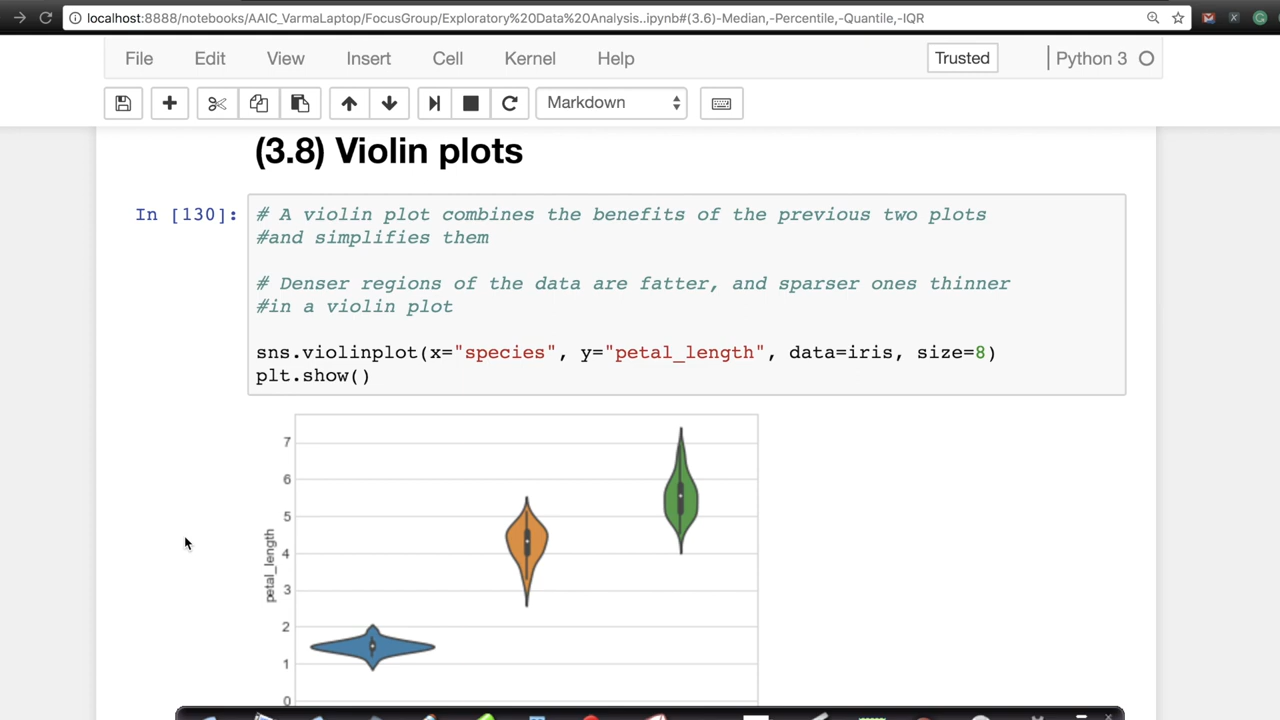 localhost:8888/notebooks/AAIC_VarmaLaptop/FocusGroup/Exploratory%20Data%20Analysis..ipynb#(3.6)-Median,-Percentile,-Quantile,-IQR
File Edit View Insert Cell Kernel Help Trusted Python 3
Markdown
(3.8) Violin plots
In [130]:
# A violin plot combines the benefits of the previous two plots
#and simplifies them
# Denser regions of the data are fatter, and sparser ones thinner
#in a violin plot
sns.violinplot(x="species", y="petal_length", data=iris, size=8)
plt.show()
7
6
5
4
3
2
1
0
petal_length